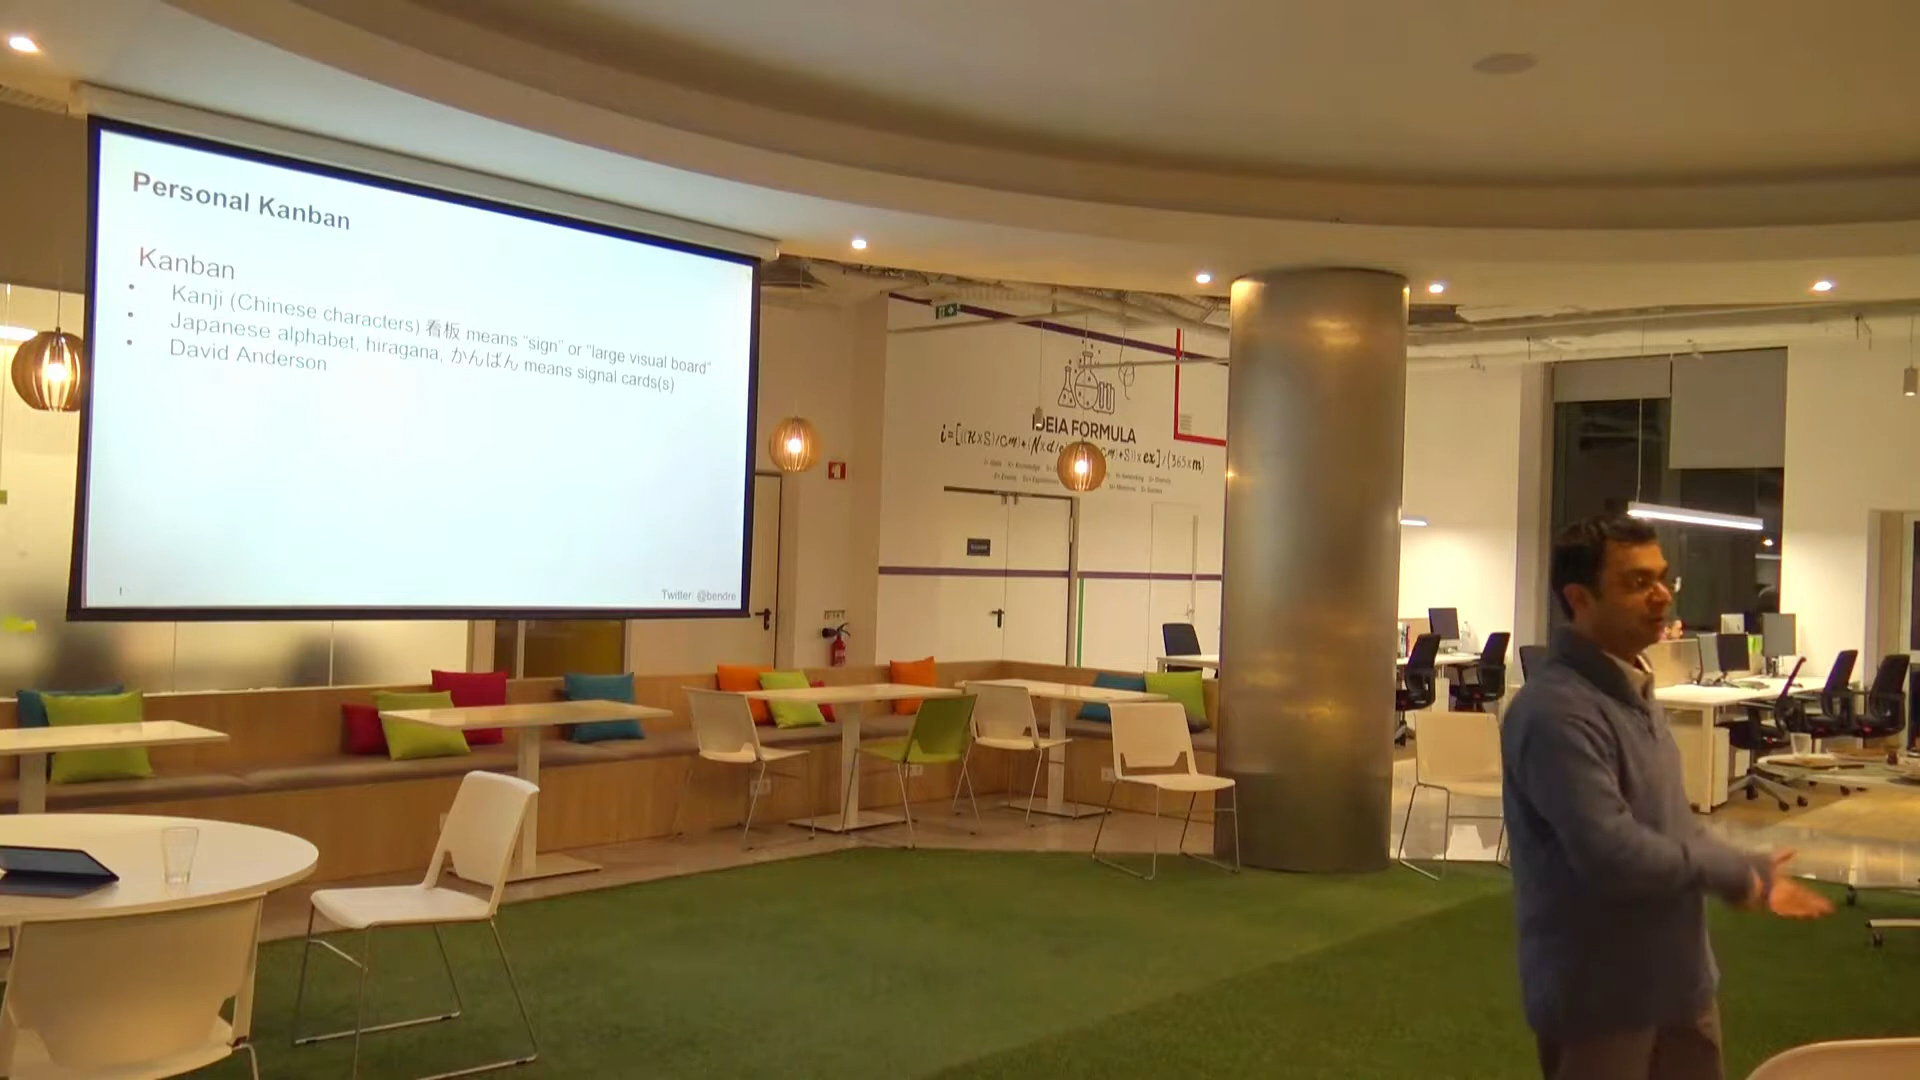 Personal Kanban
Kanban
• Kanji (Chinese characters) 看板 means "sign" or "large visual board"
• Japanese alphabet, hiragana, かんばん means signal cards(s)
• David Anderson
Twitter: @bendre
IDEIA FORMULA